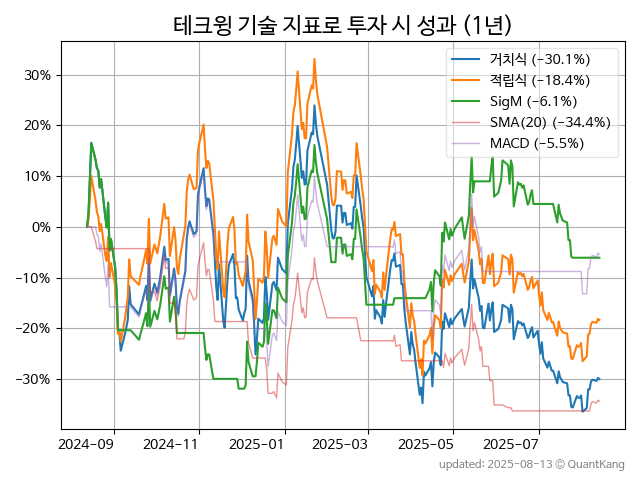 테크윙 기술 지표로 투자 시 성과 (1년)
거치식 (−30.1%)
적립식 (−18.4%)
SigM (−6.1%)
SMA(20) (−34.4%)
MACD (−5.5%)
30%
20%
10%
0%
−10%
−20%
−30%
2024-09 2024-11 2025-01 2025-03 2025-05 2025-07
updated: 2025-08-13 ⓒ QuantKang